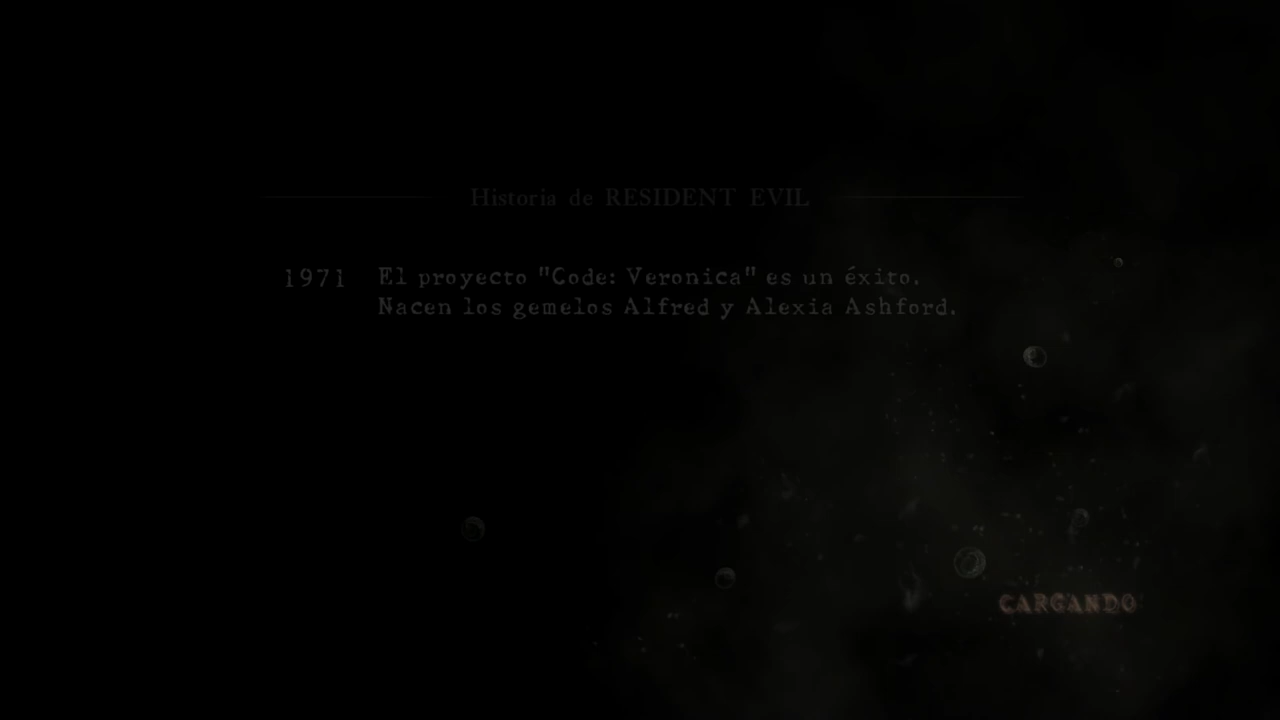 Historia de RESIDENT EVIL
1971 El proyecto "Code: Veronica" es un éxito.
Nacen los gemelos Alfred y Alexia Ashford.
CARGANDO